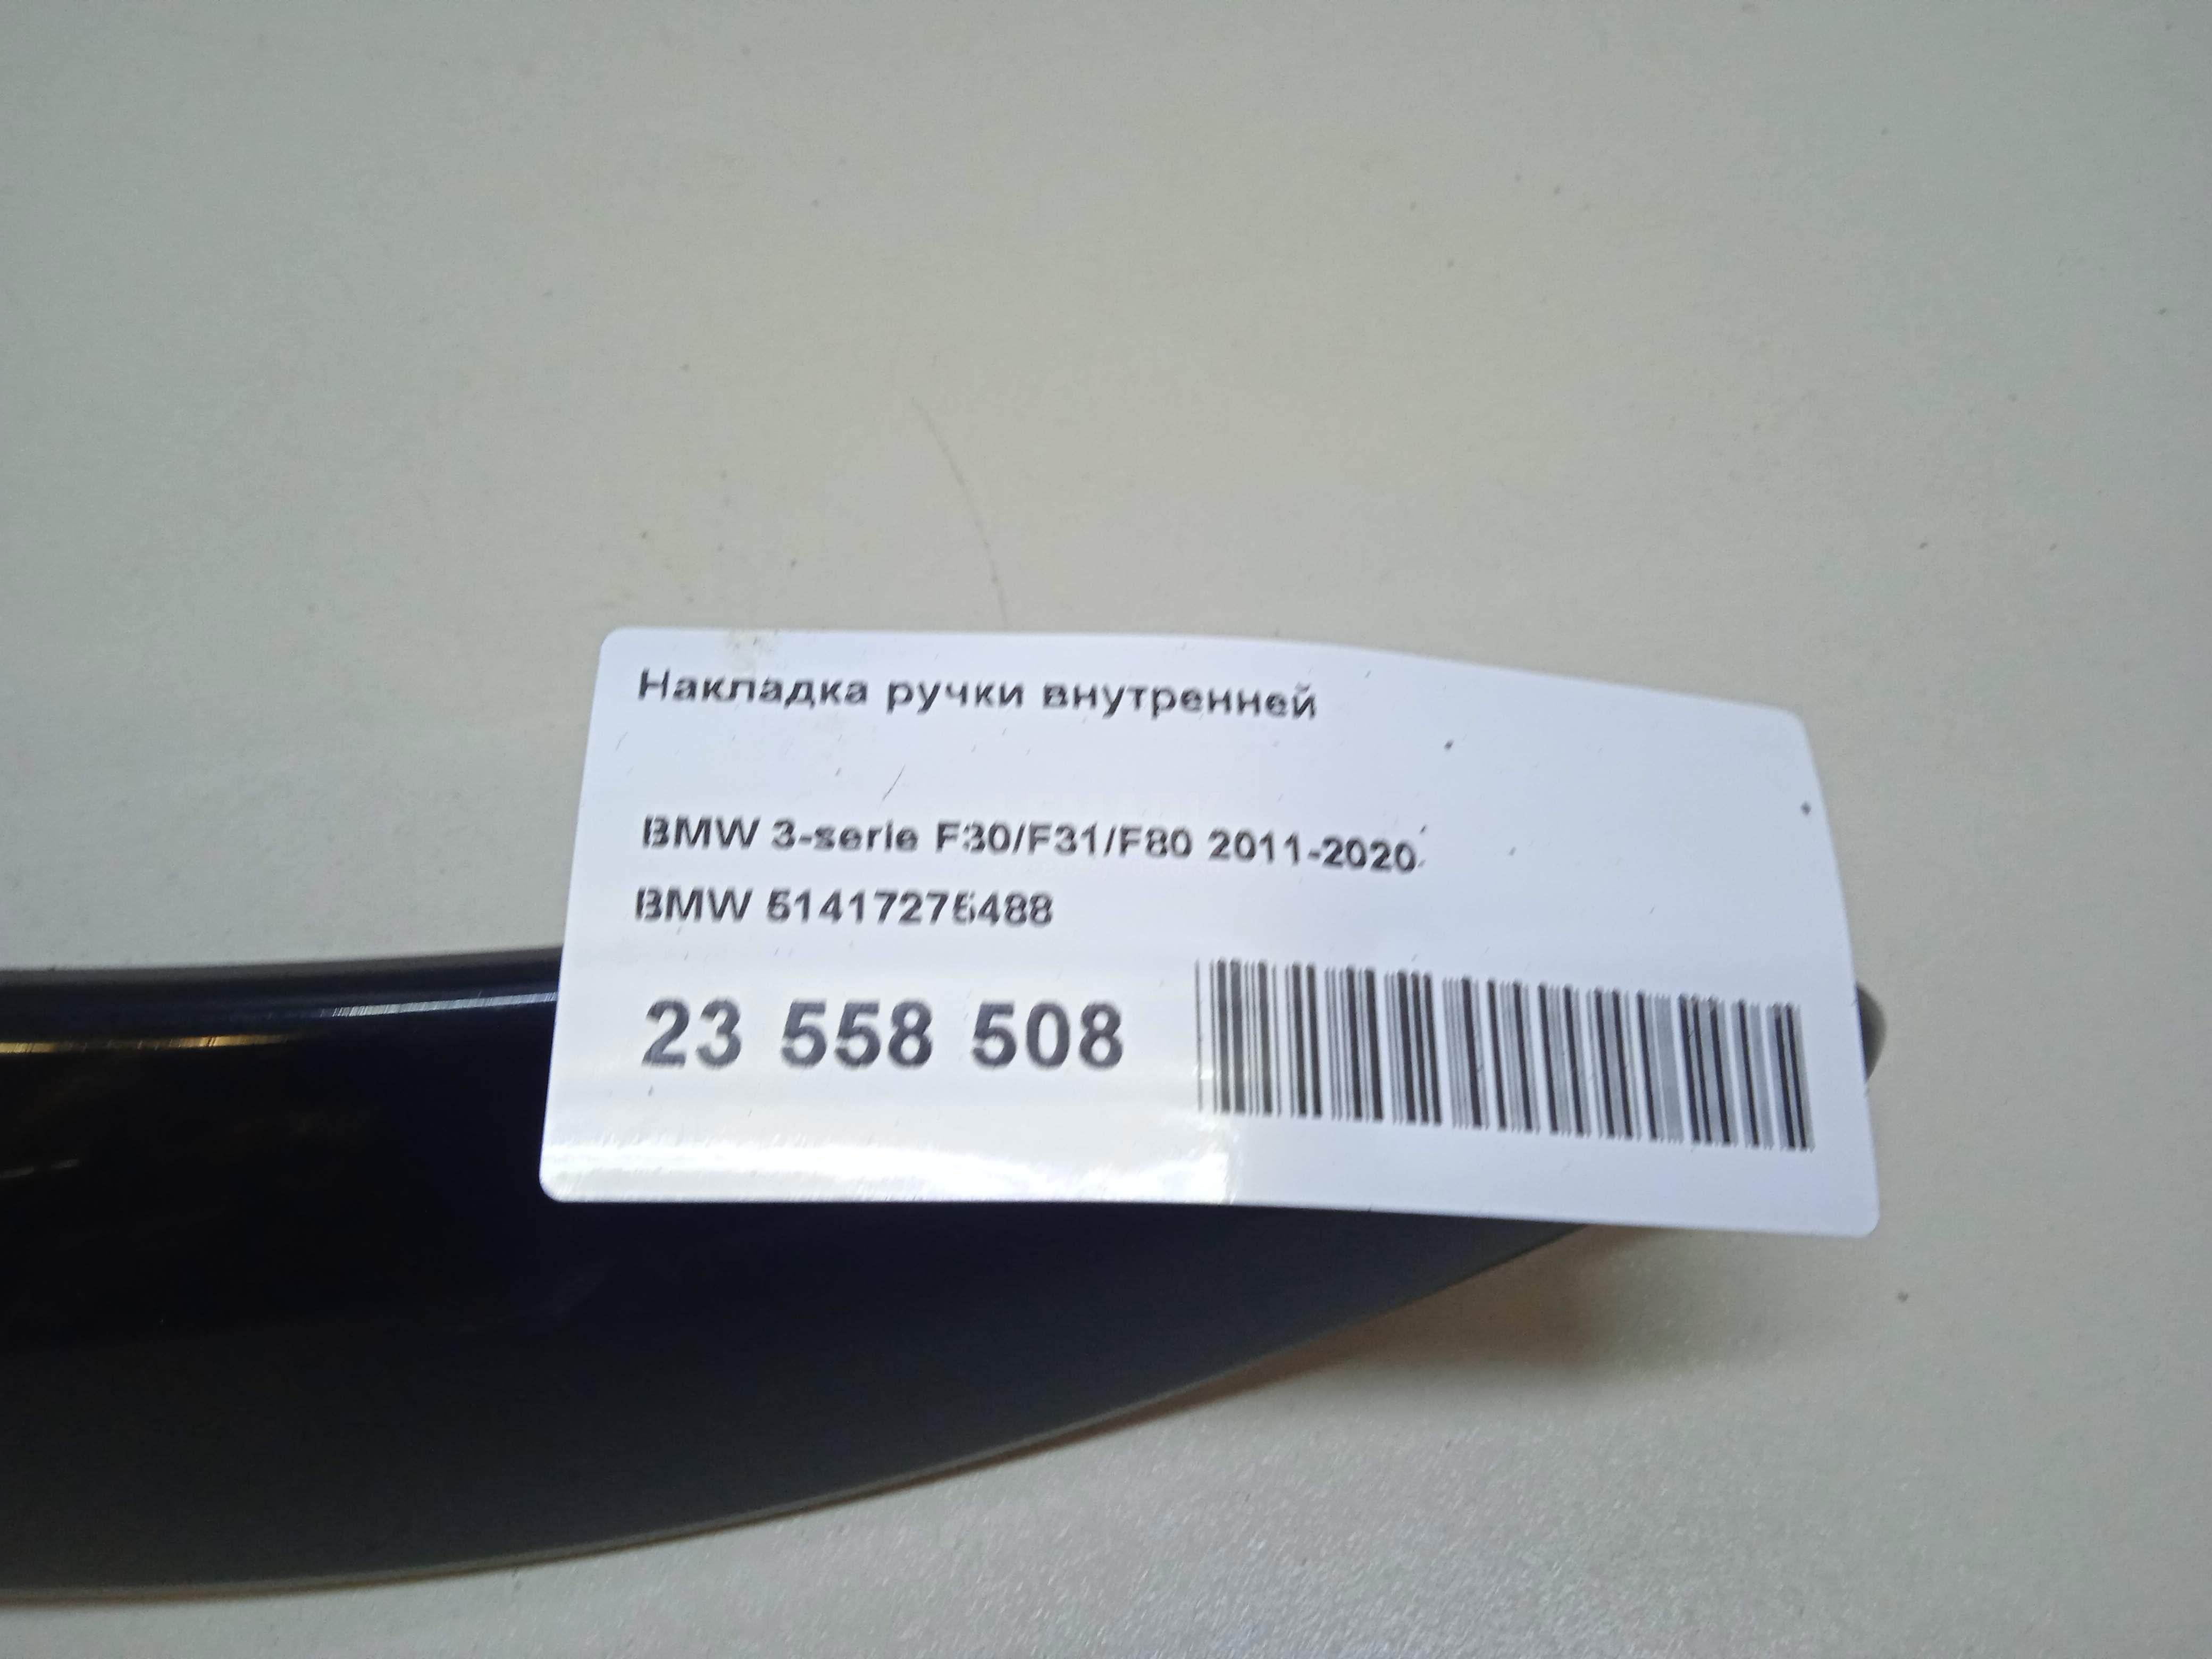 Накладка ручки внутренней
BMW 3-serie F30/F31/F80 2011-2020
BMW 51417275488
23 558 508